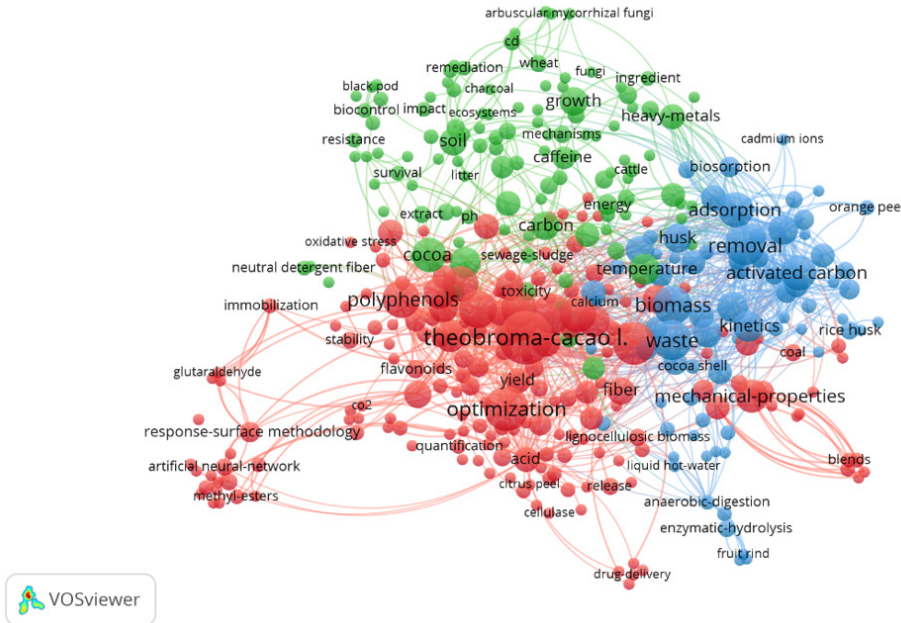 arbuscular mycorrhizal fungi
cd
remediation
wheat
fungi
ingredient
black pod
charcoal
biocontrol
impact
ecosystems
growth
heavy-metals
resistance
soil
mechanisms
cadmium ions
caffeine
biosorption
survival
litter
cattle
extract
ph
energy
adsorption
orange pee
carbon
oxidative stress
cocoa
sewage-sludge
husk
removal
neutral detergent fiber
temperature
activated carbon
toxicity
immobilization
polyphenols
calcium
biomass
stability
theobroma-cacao l.
waste
kinetics
rice husk
coal
glutaraldehyde
flavonoids
cocoa shell
yield
fiber
mechanical-properties
co2
optimization
response-surface methodology
quantification
lignocellulosic biomass
artificial neural-network
acid
liquid hot-water
blends
methyl-esters
citrus peel
release
cellulase
anaerobic-digestion
enzymatic-hydrolysis
fruit rind
drug-delivery
VOSviewer